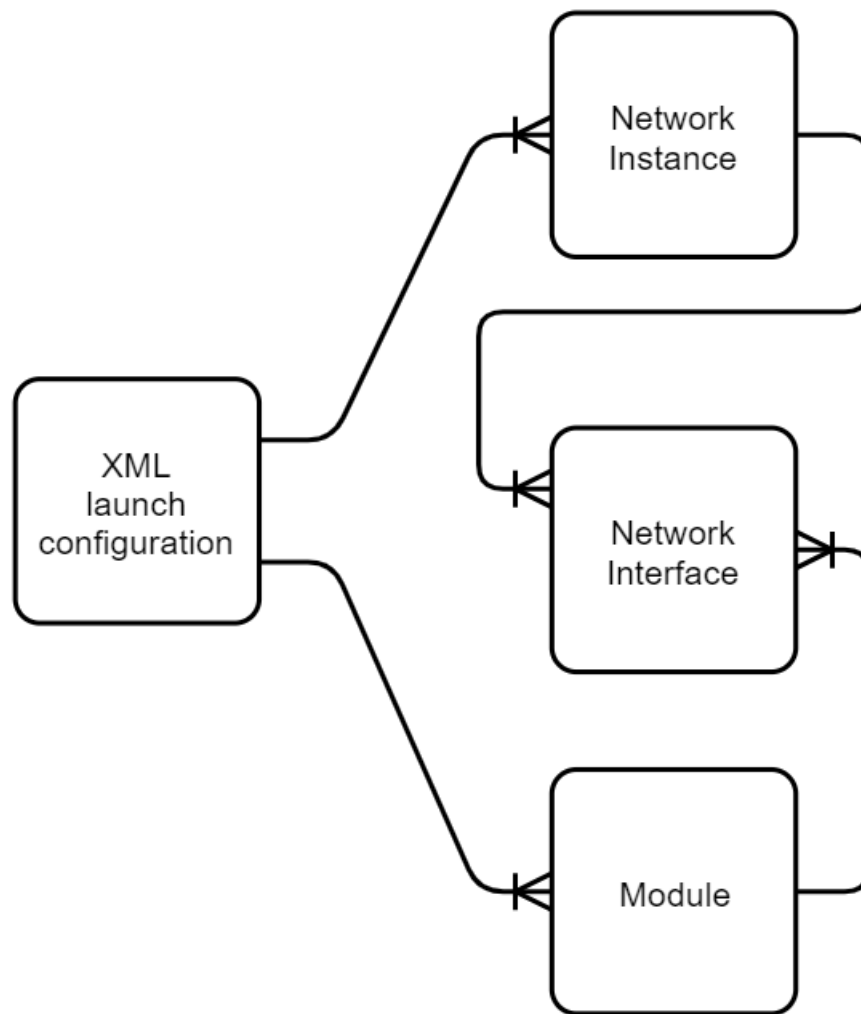 Network
Instance
XML
launch
configuration
Network
Interface
Module